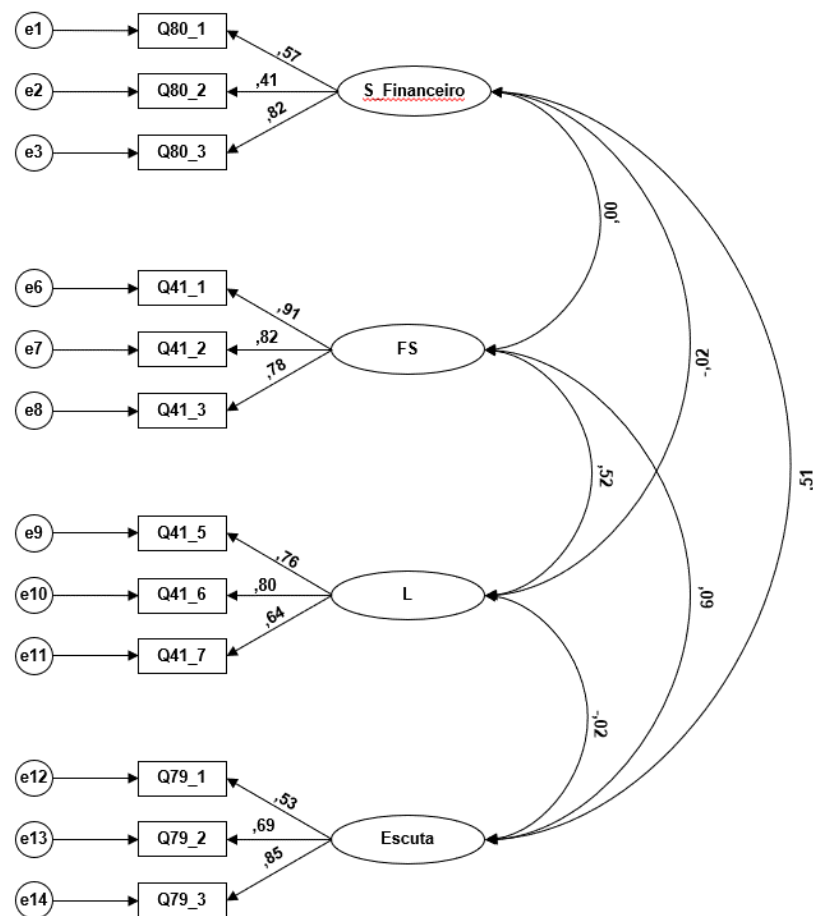 e1
Q80_1
,57
e2
Q80_2
,41
S_Financeiro
e3
Q80_3
,82
,00
e6
Q41_1
,91
e7
Q41_2
,82
FS
-,02
e8
Q41_3
,78
,52
,51
e9
Q41_5
,76
e10
Q41_6
,80
L
,09
e11
Q41_7
,64
-,02
e12
Q79_1
,53
e13
Q79_2
,69
Escuta
e14
Q79_3
,85